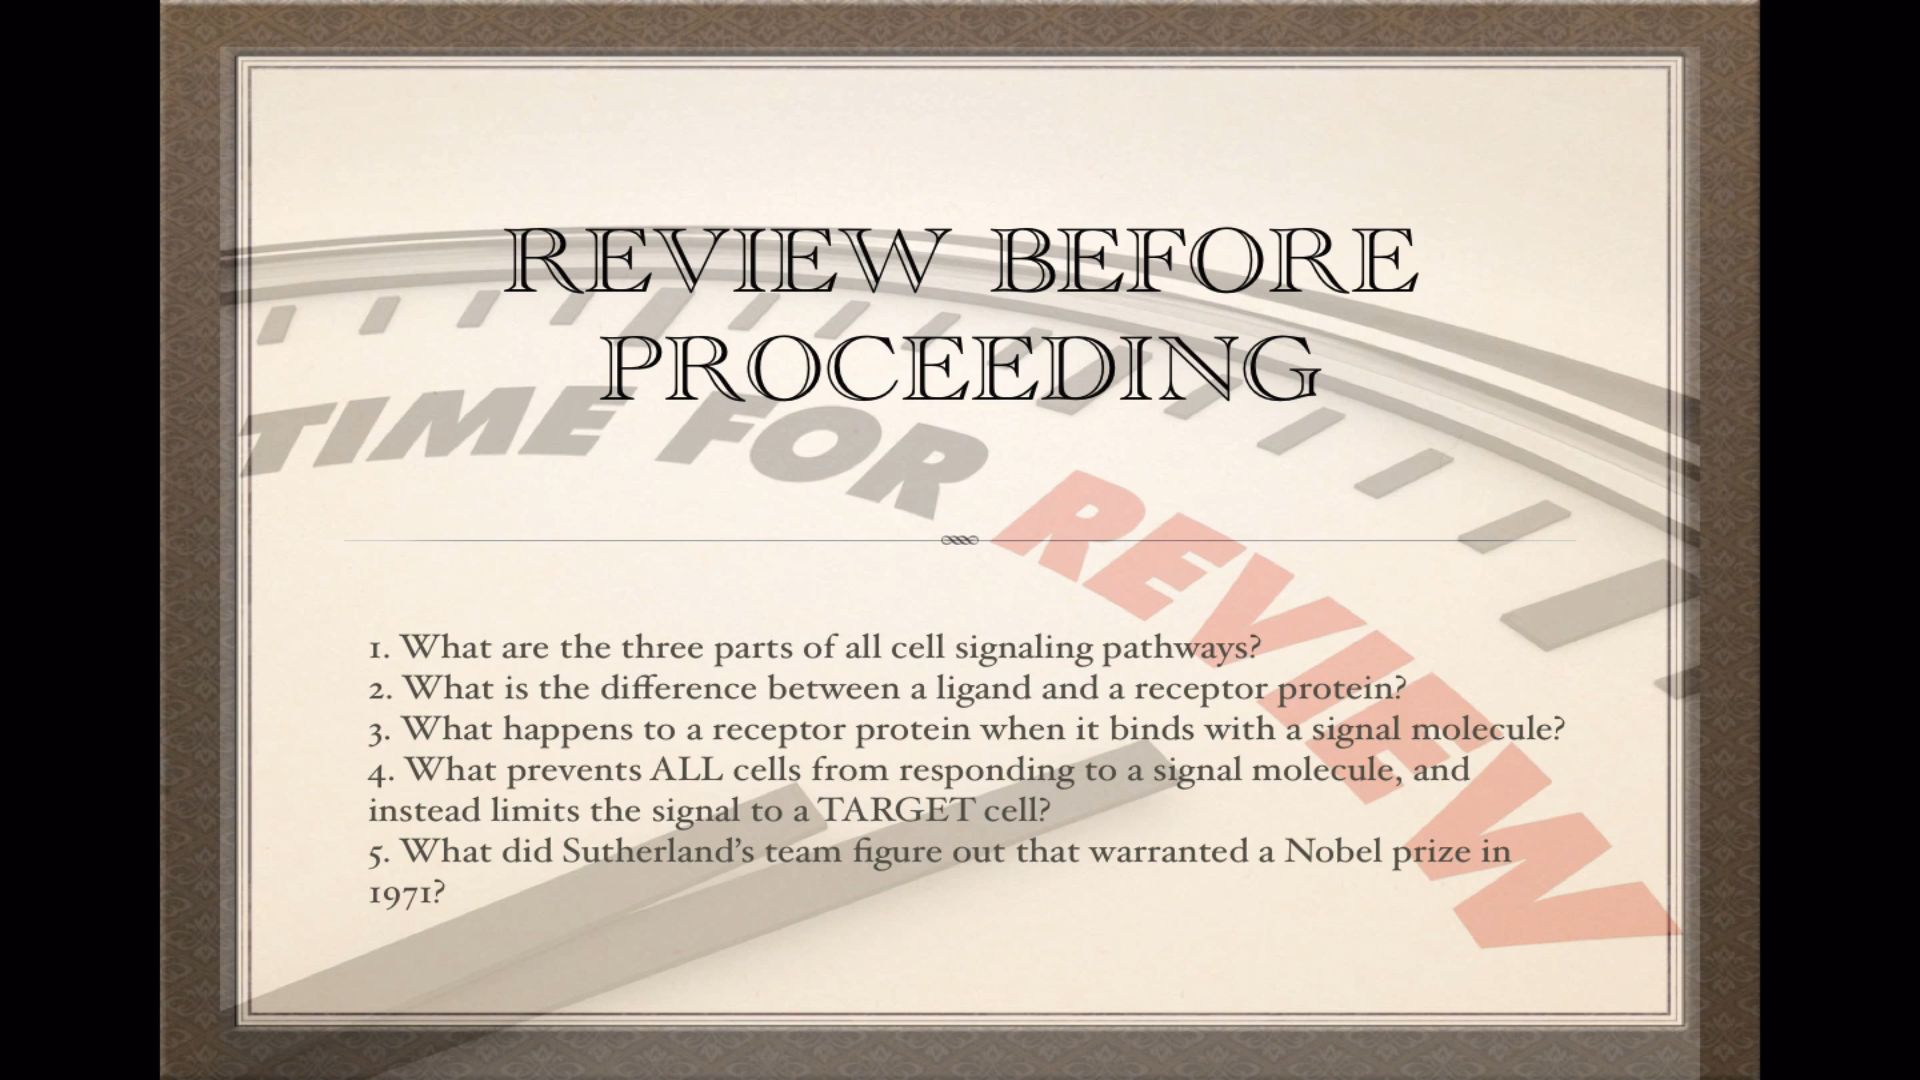 REVIEW BEFORE
PROCEEDING
TIME FOR REVIEW
1. What are the three parts of all cell signaling pathways?
2. What is the difference between a ligand and a receptor protein?
3. What happens to a receptor protein when it binds with a signal molecule?
4. What prevents ALL cells from responding to a signal molecule, and
instead limits the signal to a TARGET cell?
5. What did Sutherland’s team figure out that warranted a Nobel prize in
1971?